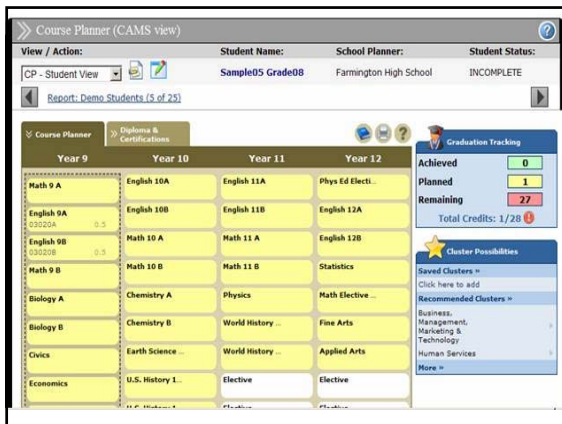 Course Planner (CAMS view)
View / Action:
Student Name:
School Planner:
Student Status:
CP - Student View
Sample05 Grade08
Farmington High School
INCOMPLETE
Report: Demo Students (5 of 25)
Course Planner
Diploma & Certifications
Year 9
Year 10
Year 11
Year 12
Math 9 A
English 10A
English 11A
Phys Ed Electi..
English 9A
03020A 0.5
English 10B
English 11B
English 12A
English 9B
03020B 0.5
Math 10 A
Math 11 A
English 12B
Math 9 B
Math 10 B
Math 11 B
Statistics
Biology A
Chemistry A
Physics
Math Elective ..
Biology B
Chemistry B
World History ..
Fine Arts
Civics
Earth Science ..
World History ..
Applied Arts
Economics
U.S. History 1..
Elective
Elective
Graduation Tracking
Achieved 0
Planned 1
Remaining 27
Total Credits: 1/28
Cluster Possibilities
Saved Clusters »
Click here to add
Recommended Clusters »
Business,
Management,
Marketing &
Technology
Human Services
More »